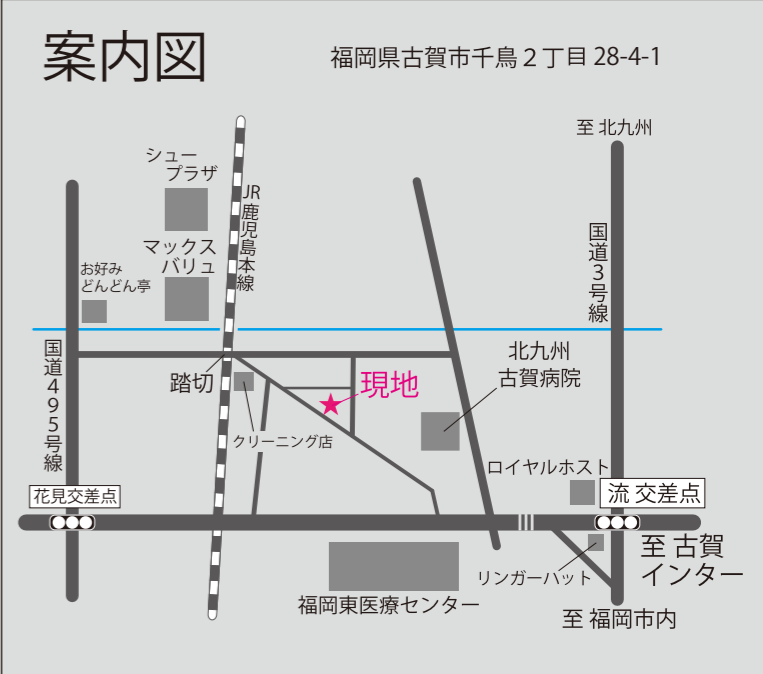 案内図
福岡県古賀市千鳥２丁目 28-4-1
至 北九州
シュー
プラザ
JR鹿児島本線
マックス
バリュ
国道3号線
お好み
どんどん亭
国道495号線
踏切
現地
北九州
古賀病院
クリーニング店
ロイヤルホスト
花見交差点
流 交差点
至 古賀
インター
リンガーハット
福岡東医療センター
至 福岡市内